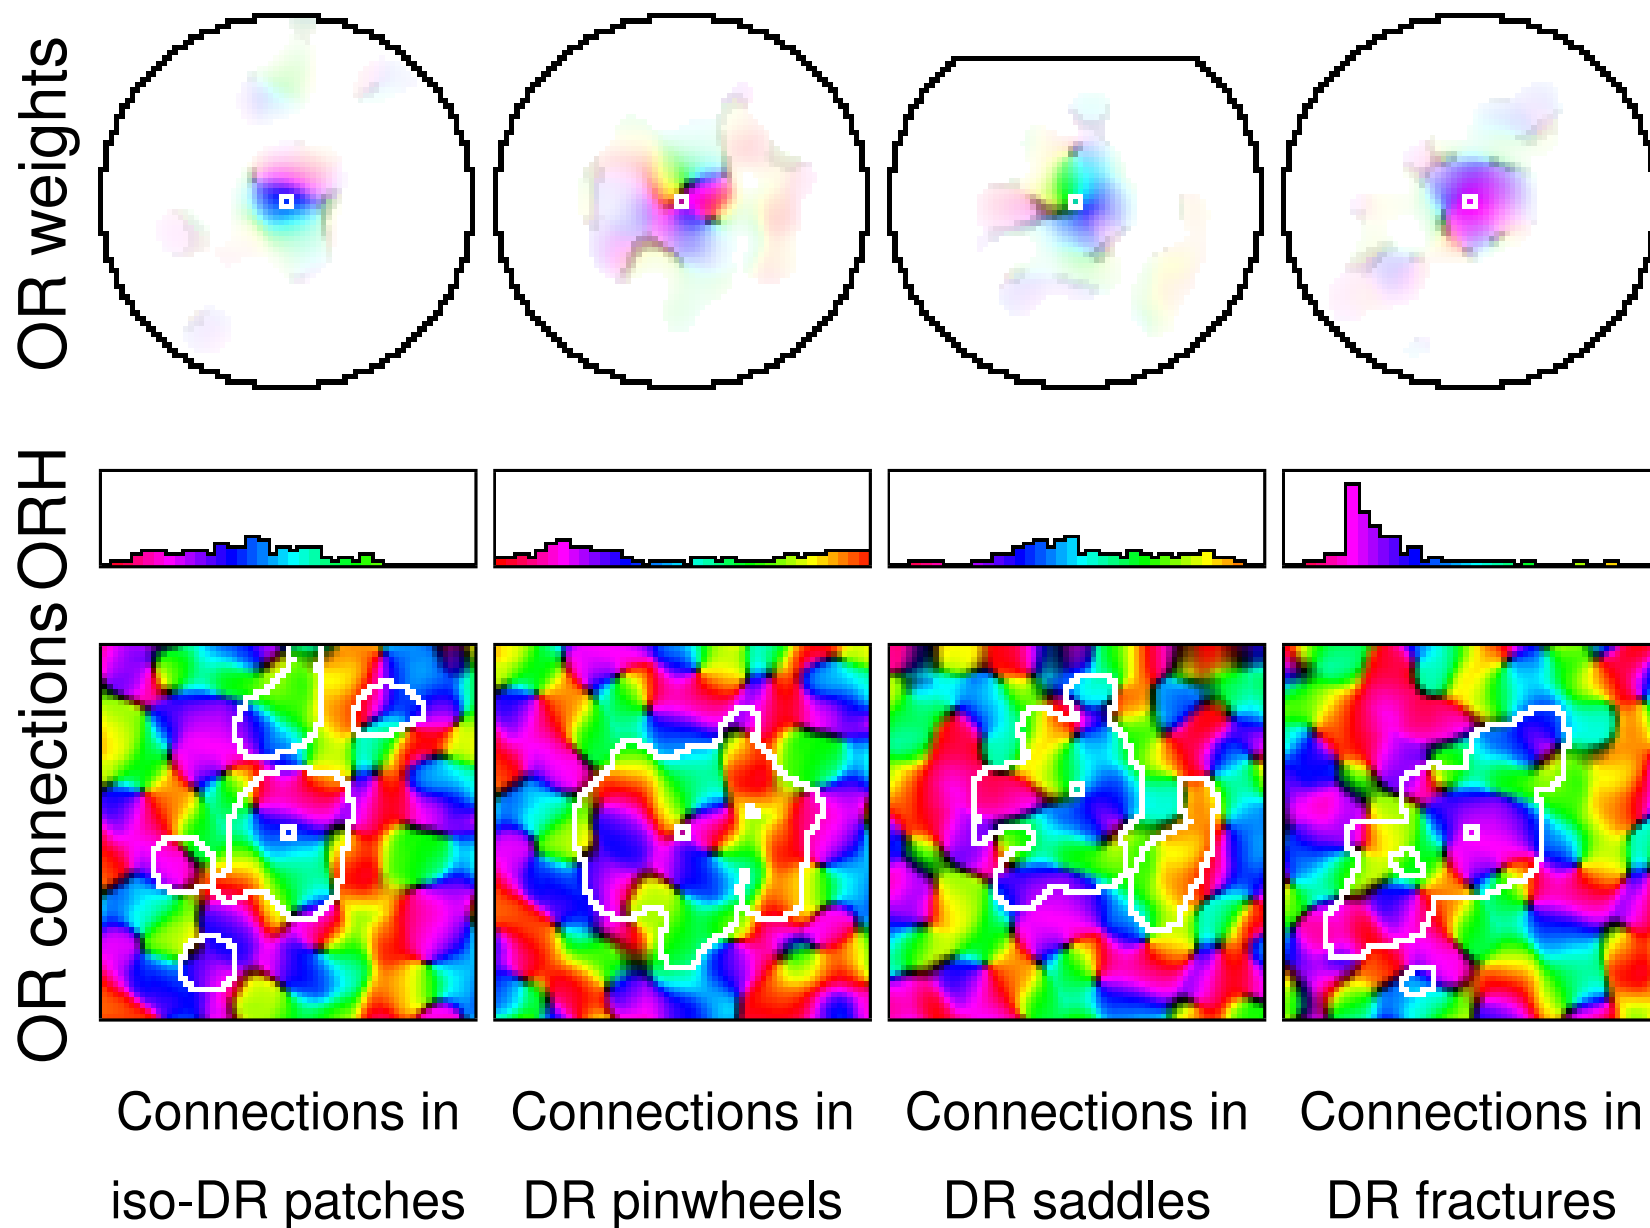 OR weights
ORH
OR connections
Connections in
iso-DR patches
Connections in
DR pinwheels
Connections in
DR saddles
Connections in
DR fractures